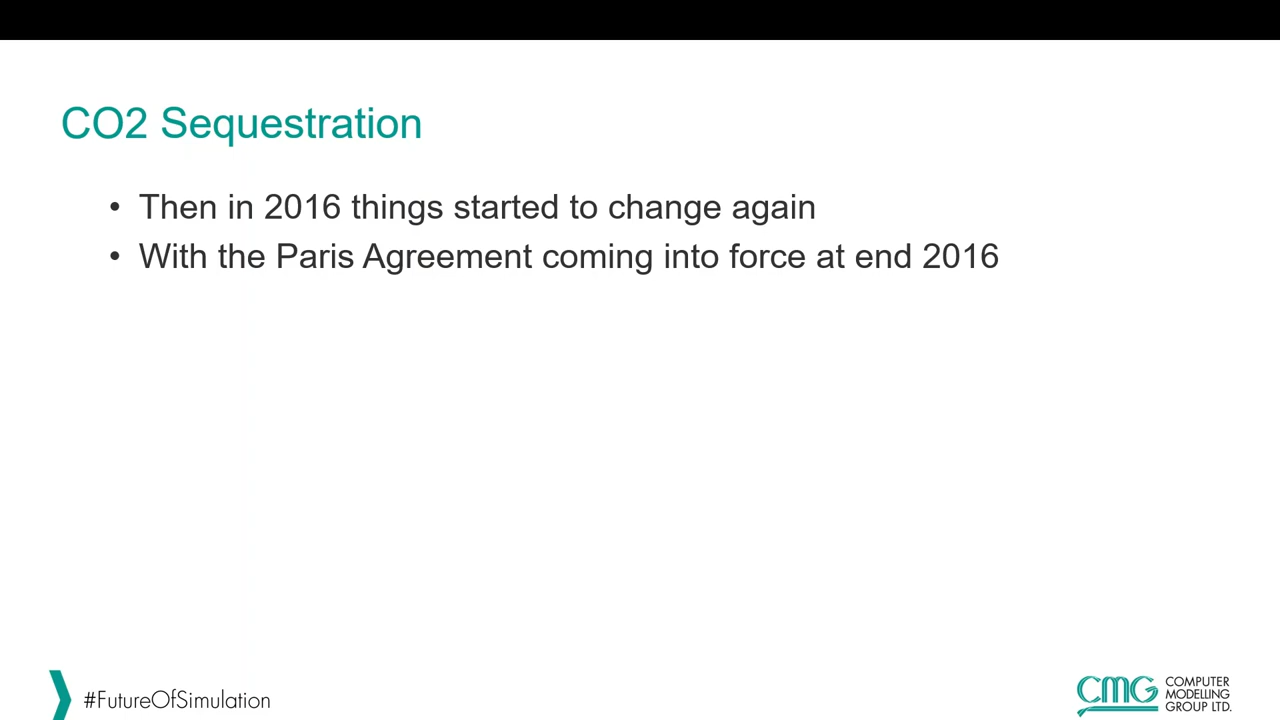 CO2 Sequestration
• Then in 2016 things started to change again
• With the Paris Agreement coming into force at end 2016
#FutureOfSimulation
CMG
COMPUTER
MODELLING
GROUP LTD.